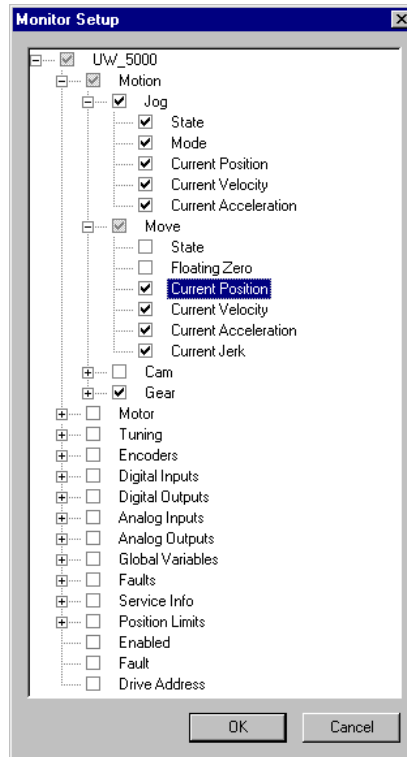 Monitor Setup
UW_5000
Motion
Jog
State
Mode
Current Position
Current Velocity
Current Acceleration
Move
State
Floating Zero
Current Position
Current Velocity
Current Acceleration
Current Jerk
Cam
Gear
Motor
Tuning
Encoders
Digital Inputs
Digital Outputs
Analog Inputs
Analog Outputs
Global Variables
Faults
Service Info
Position Limits
Enabled
Fault
Drive Address
OK Cancel